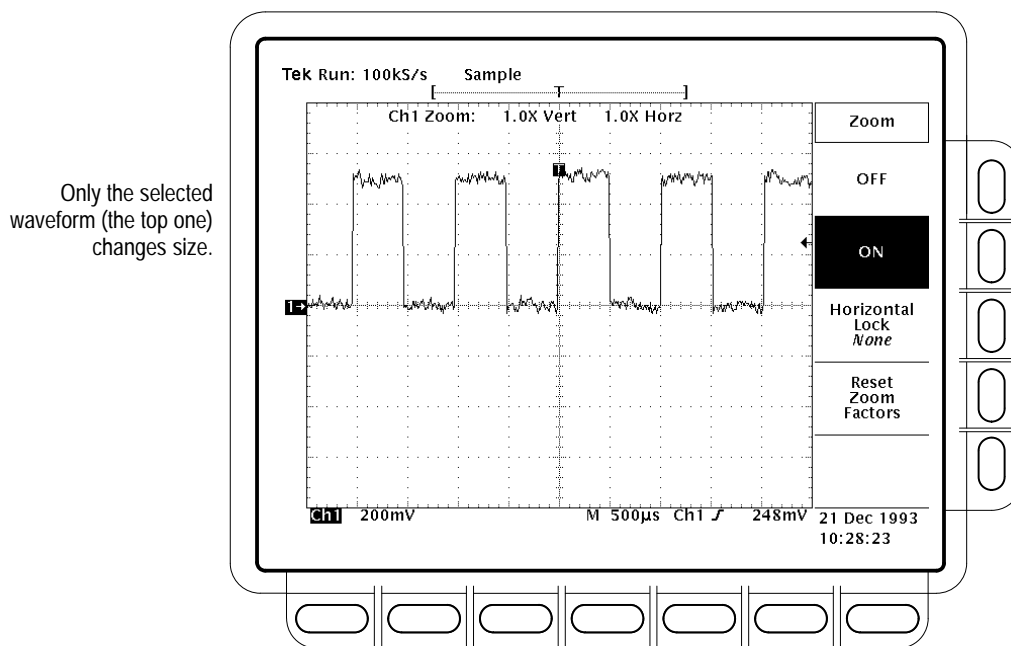 Tek Run: 100kS/s Sample
[ T ]
Ch1 Zoom: 1.0X Vert 1.0X Horz
Zoom
T
OFF
Only the selected
waveform (the top one)
changes size.
ON
1
Horizontal
Lock
None
Reset
Zoom
Factors
Ch1 200mV M 500µs Ch1 248mV
21 Dec 1993
10:28:23